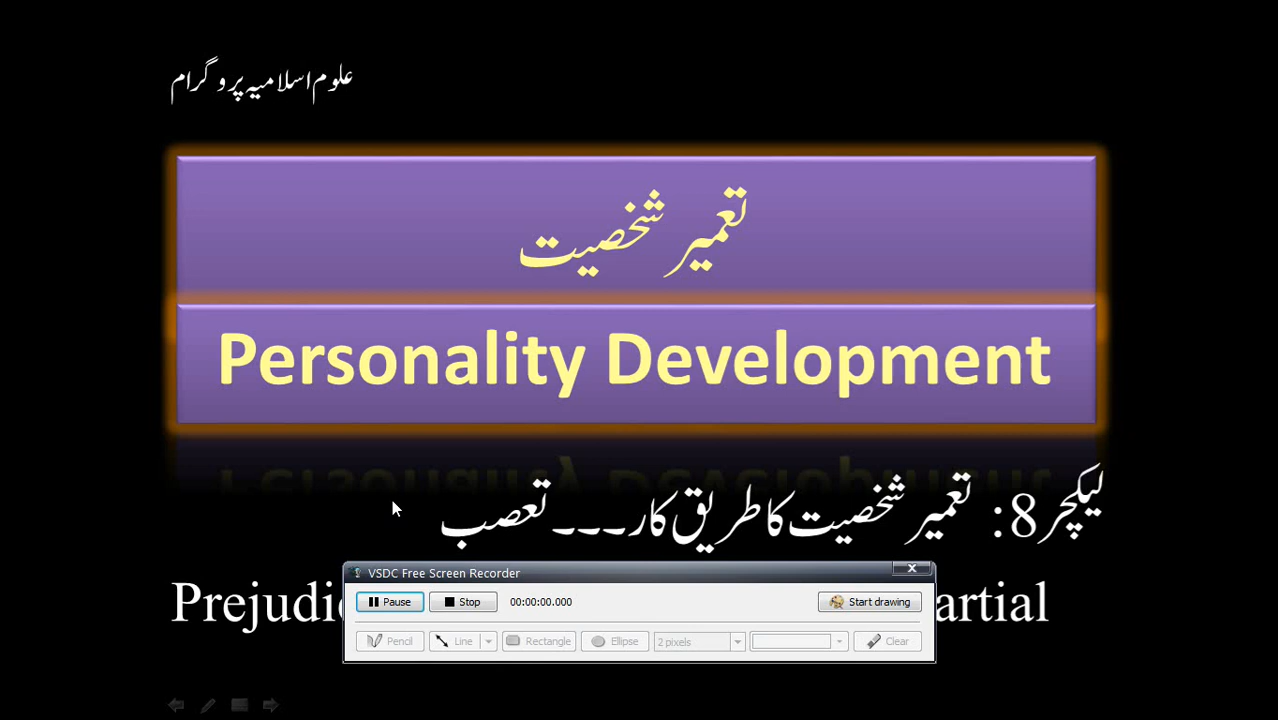 علوم اسلامیہ پروگرام
تعمیر شخصیت
Personality Development
لیکچر 8: تعمیر شخصیت کا طریق کار۔۔۔تعصب
VSDC Free Screen Recorder
Pause Stop 00:00:00.000 Start drawing
Pencil Line Rectangle Ellipse 2 pixels Clear